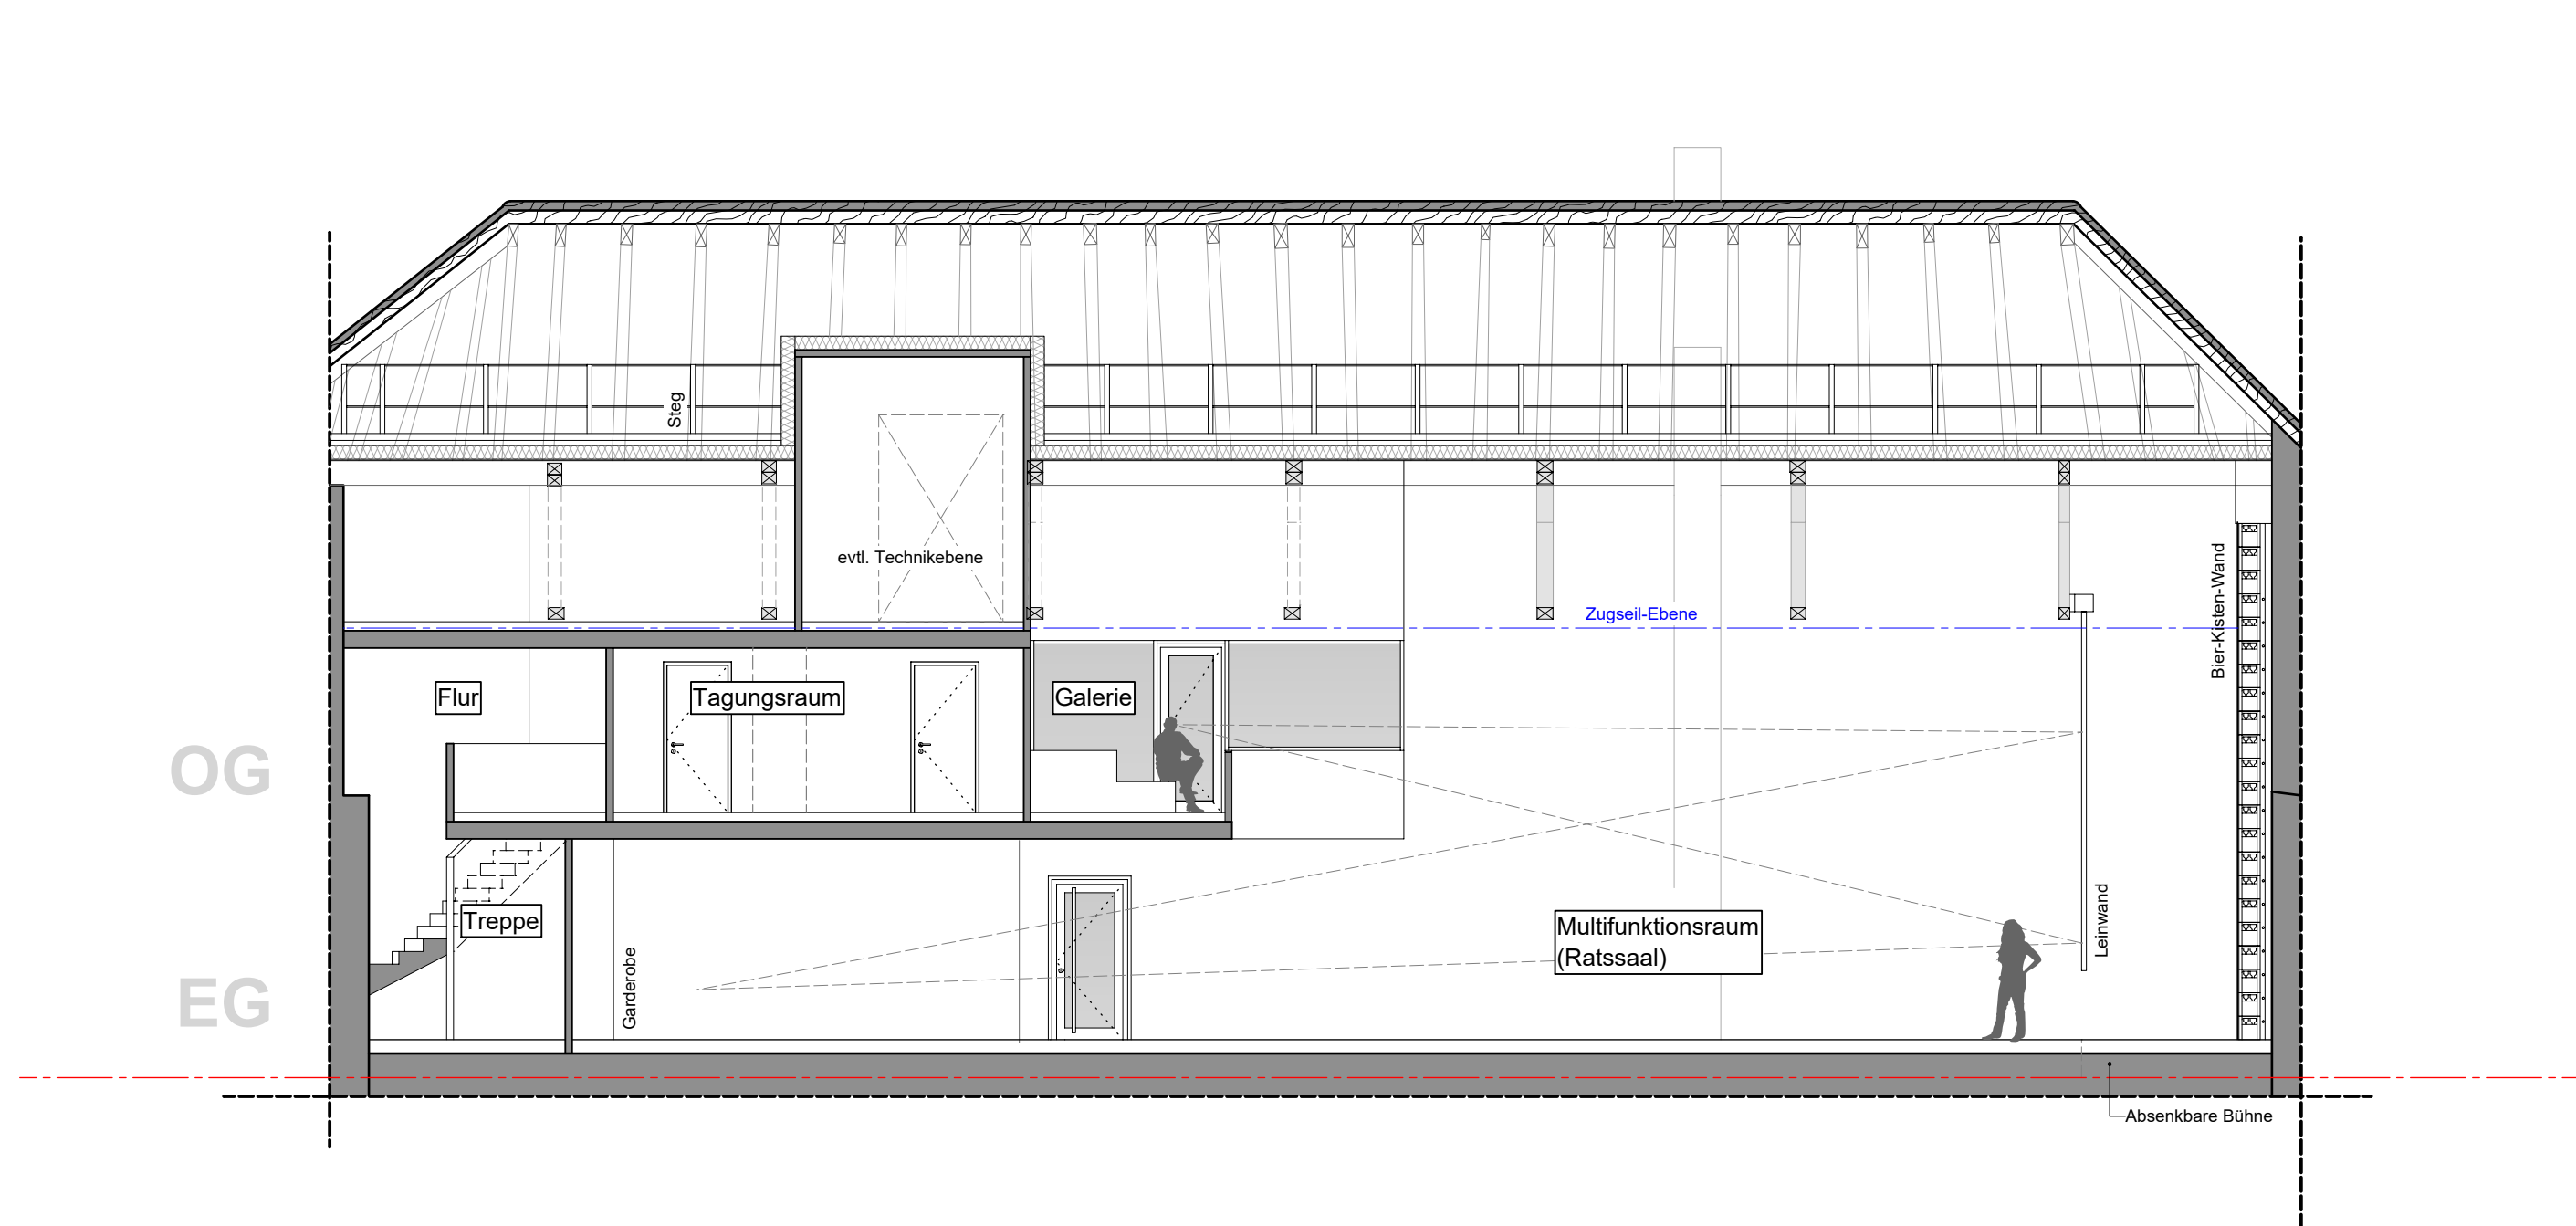 Steg
evtl. Technikebene
Zugseil-Ebene
Bier-Kisten-Wand
Flur
Tagungsraum
Galerie
OG
Treppe
Multifunktionsraum
(Ratssaal)
Leinwand
Garderobe
EG
Absenkbare Bühne